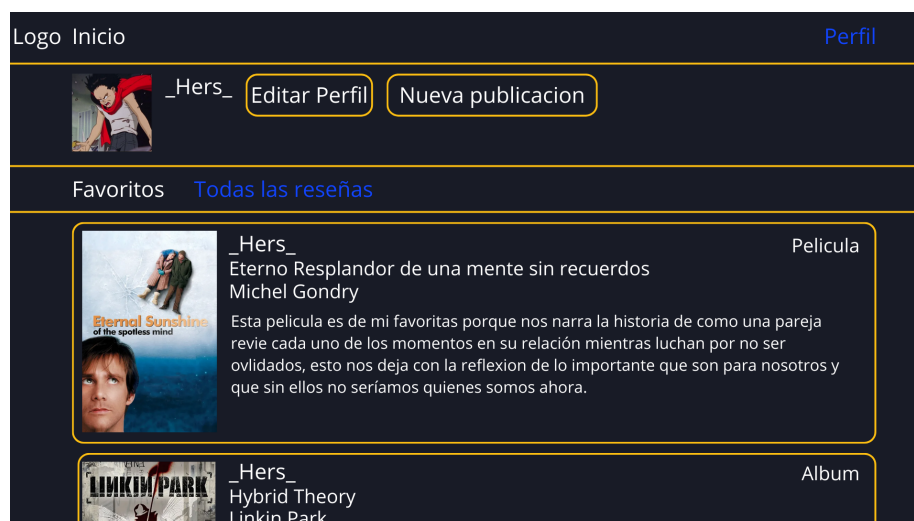 Logo Inicio Perfil
_Hers_ Editar Perfil Nueva publicacion
Favoritos Todas las reseñas
_Hers_ Pelicula
Eterno Resplandor de una mente sin recuerdos
Michel Gondry
Eternal Sunshine
of the spotless mind
Esta pelicula es de mi favoritas porque nos narra la historia de como una pareja
revie cada uno de los momentos en su relación mientras luchan por no ser
ovlidados, esto nos deja con la reflexion de lo importante que son para nosotros y
que sin ellos no seríamos quienes somos ahora.
_Hers_ Album
LINKIN PARK
Hybrid Theory
Linkin Park